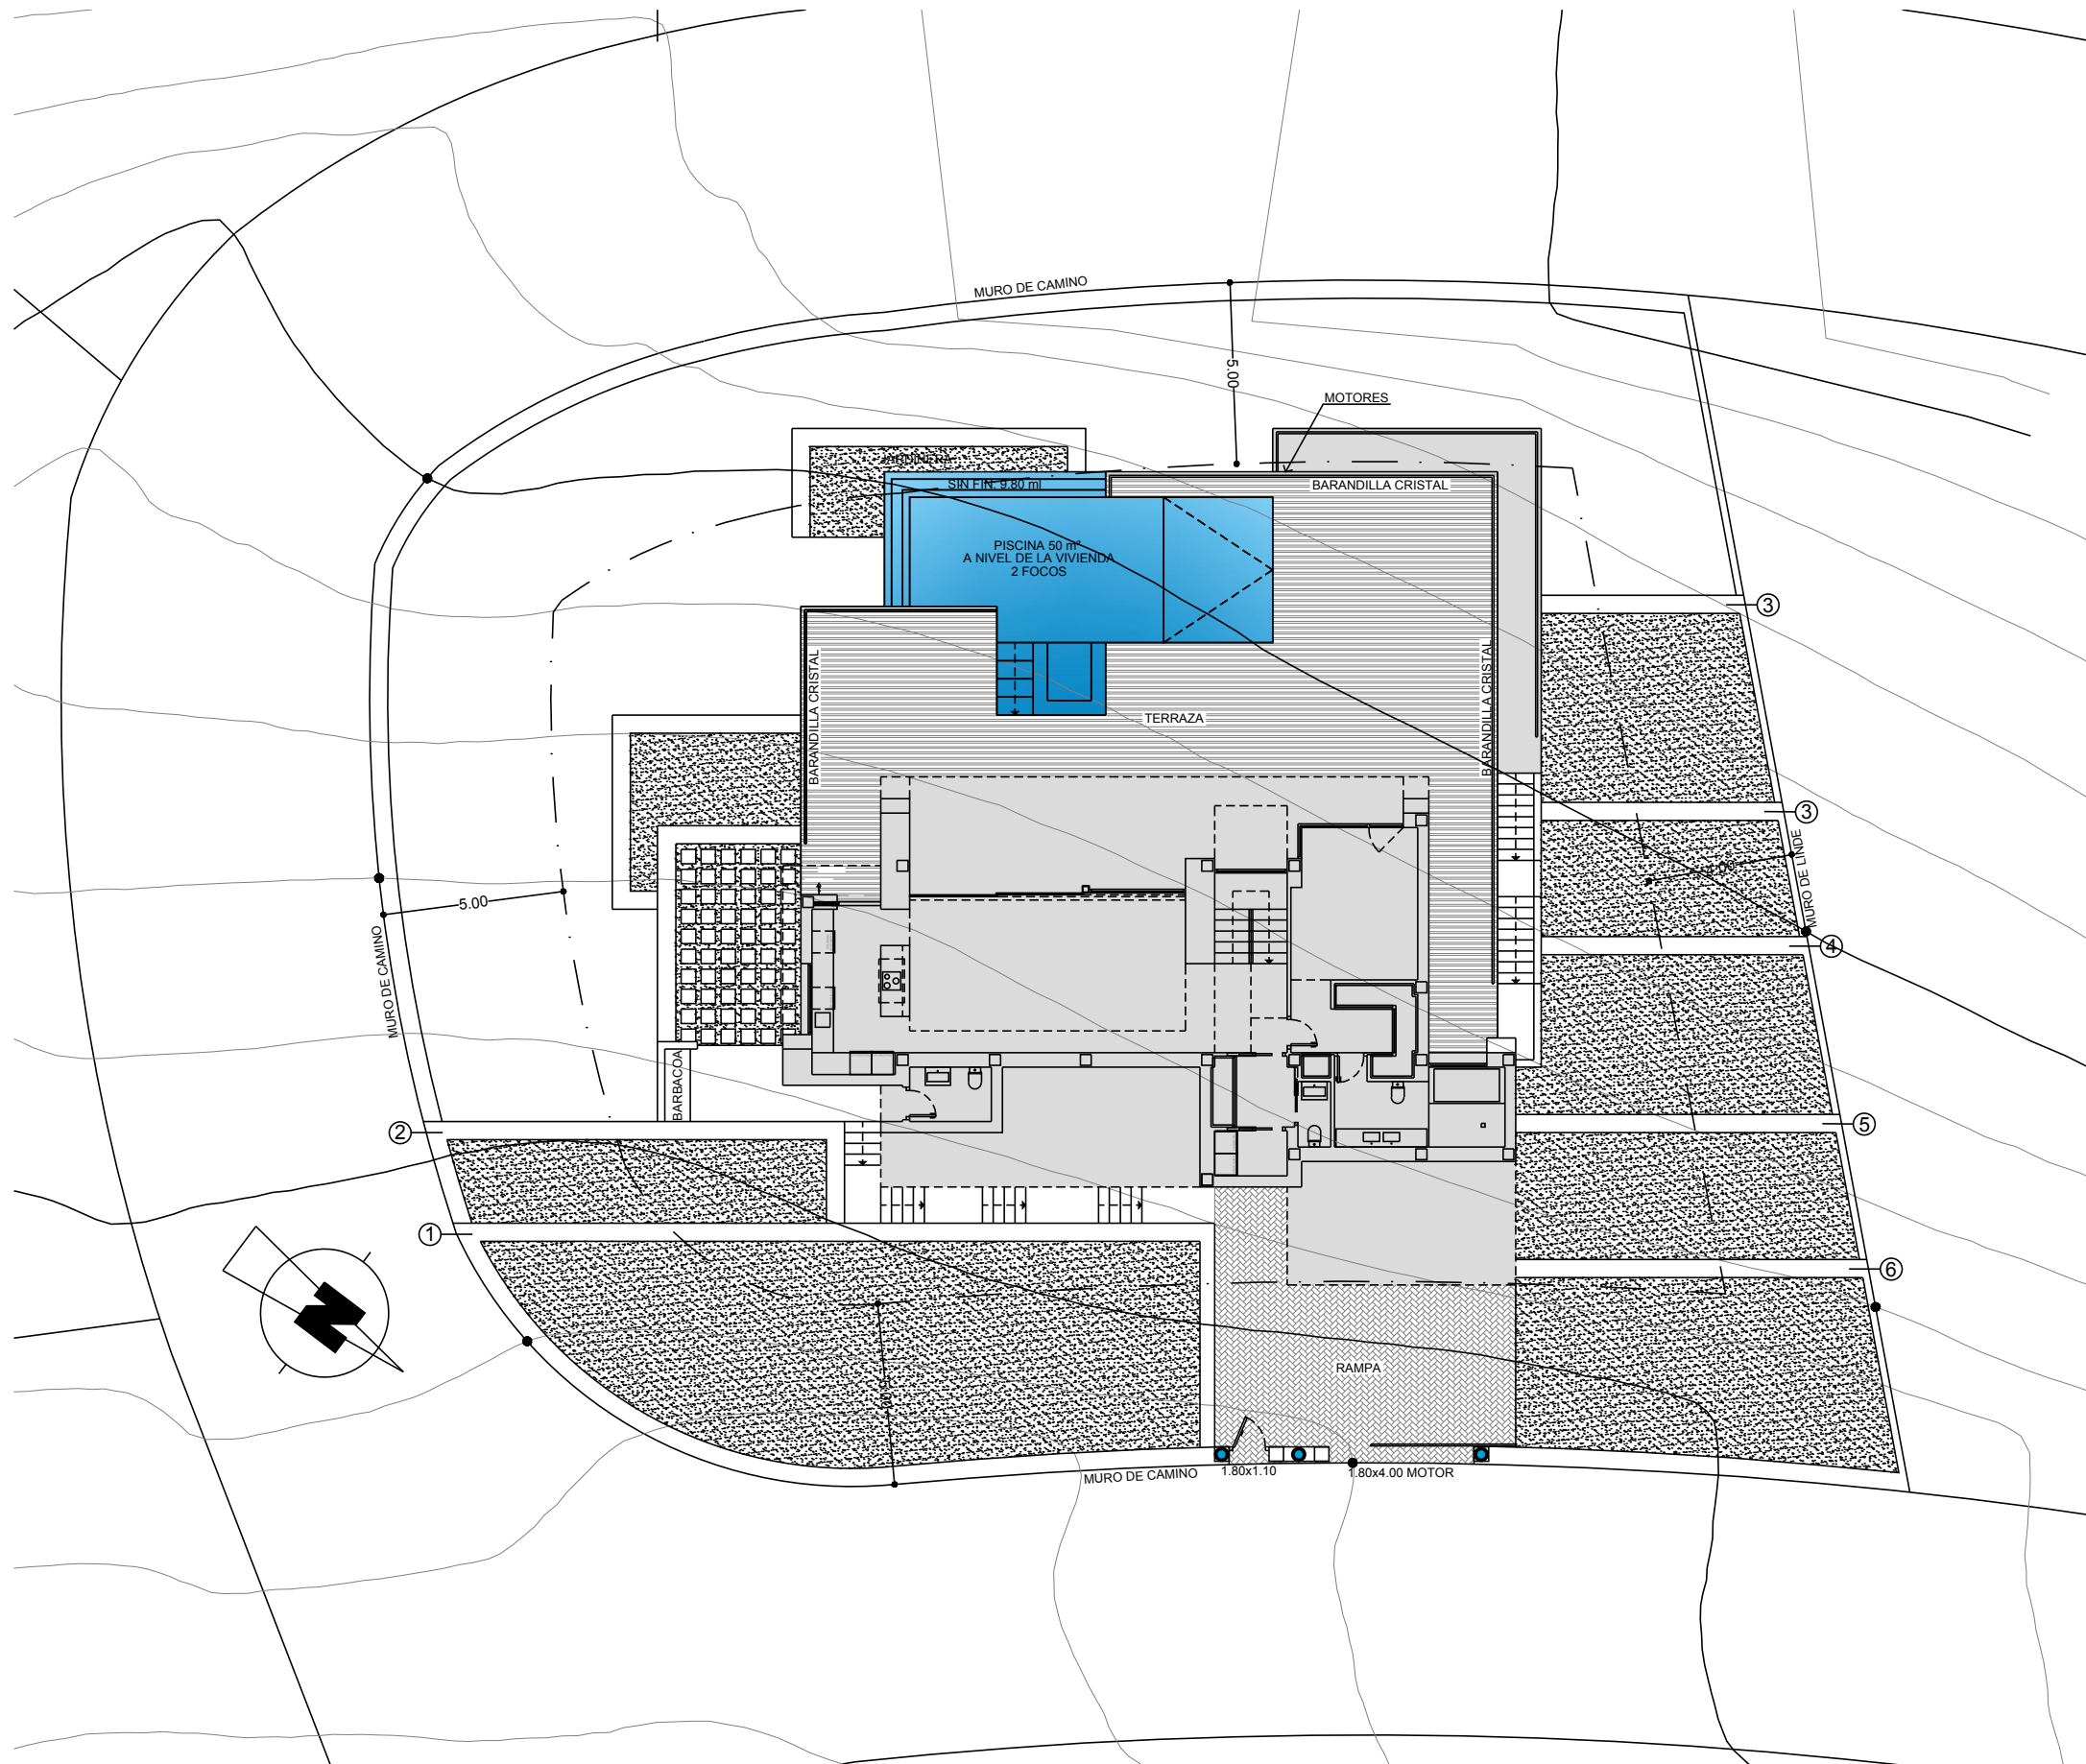 MURO DE CAMINO
5.00
MOTORES
JARDINERA
SIN FIN: 9.80 ml
BARANDILLA CRISTAL
PISCINA 50 m²
A NIVEL DE LA VIVIENDA
2 FOCOS
3
BARANDILLA CRISTAL
BARANDILLA CRISTAL
TERRAZA
3
MURO DE LINDE
5.00
4
MURO DE CAMINO
BARBACOA
2
5
1
6
N
RAMPA
MURO DE CAMINO
1.80x1.10
1.80x4.00 MOTOR